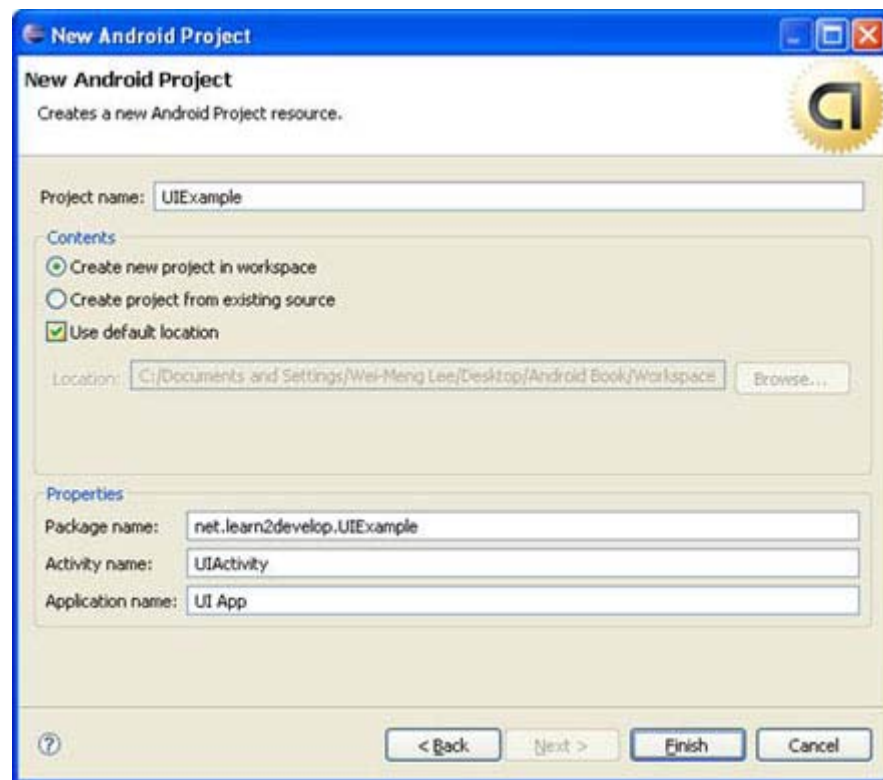 New Android Project
New Android Project
Creates a new Android Project resource.
Project name: UIExample
Contents
Create new project in workspace
Create project from existing source
Use default location
Location: C:/Documents and Settings/Wei-Meng Lee/Desktop/Android Book/Workspace Browse...
Properties
Package name: net.learn2develop.UIExample
Activity name: UIActivity
Application name: UI App
? < Back Next > Finish Cancel